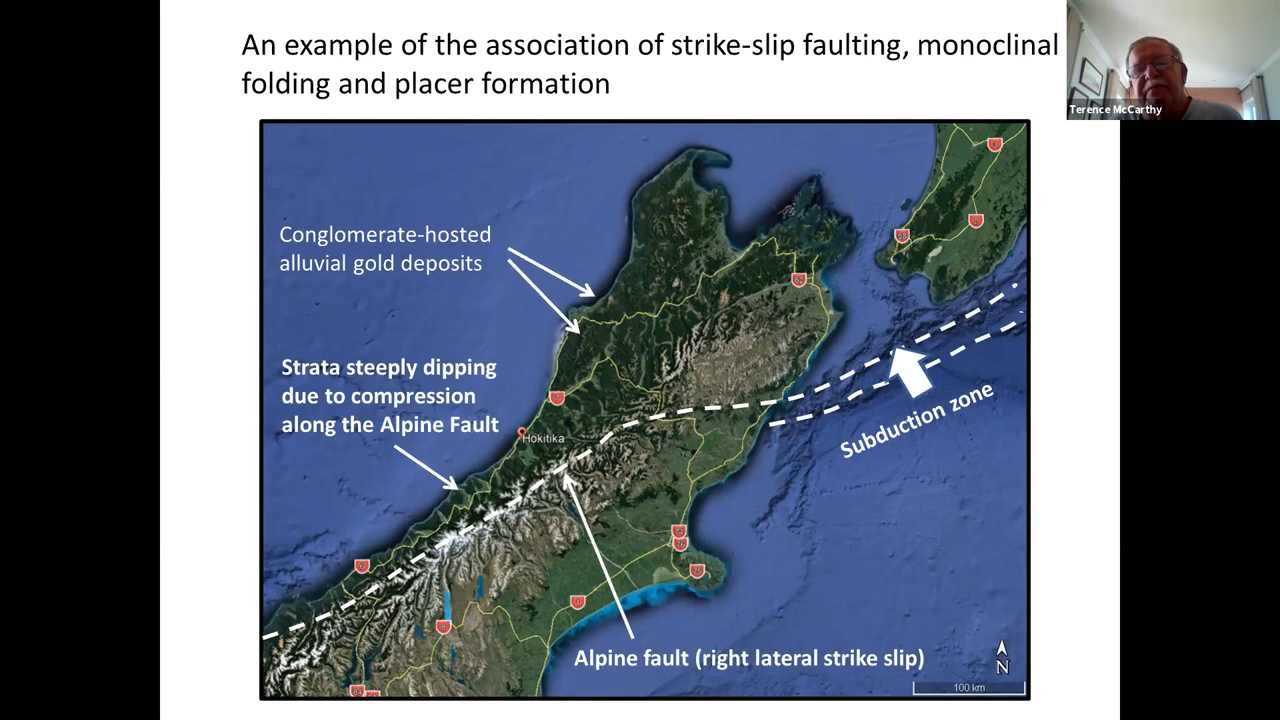 An example of the association of strike-slip faulting, monoclinal
folding and placer formation
Terence McCarthy
Conglomerate-hosted
alluvial gold deposits
Strata steeply dipping
due to compression
along the Alpine Fault
Hokitika
Subduction zone
Alpine fault (right lateral strike slip)
N
100 km